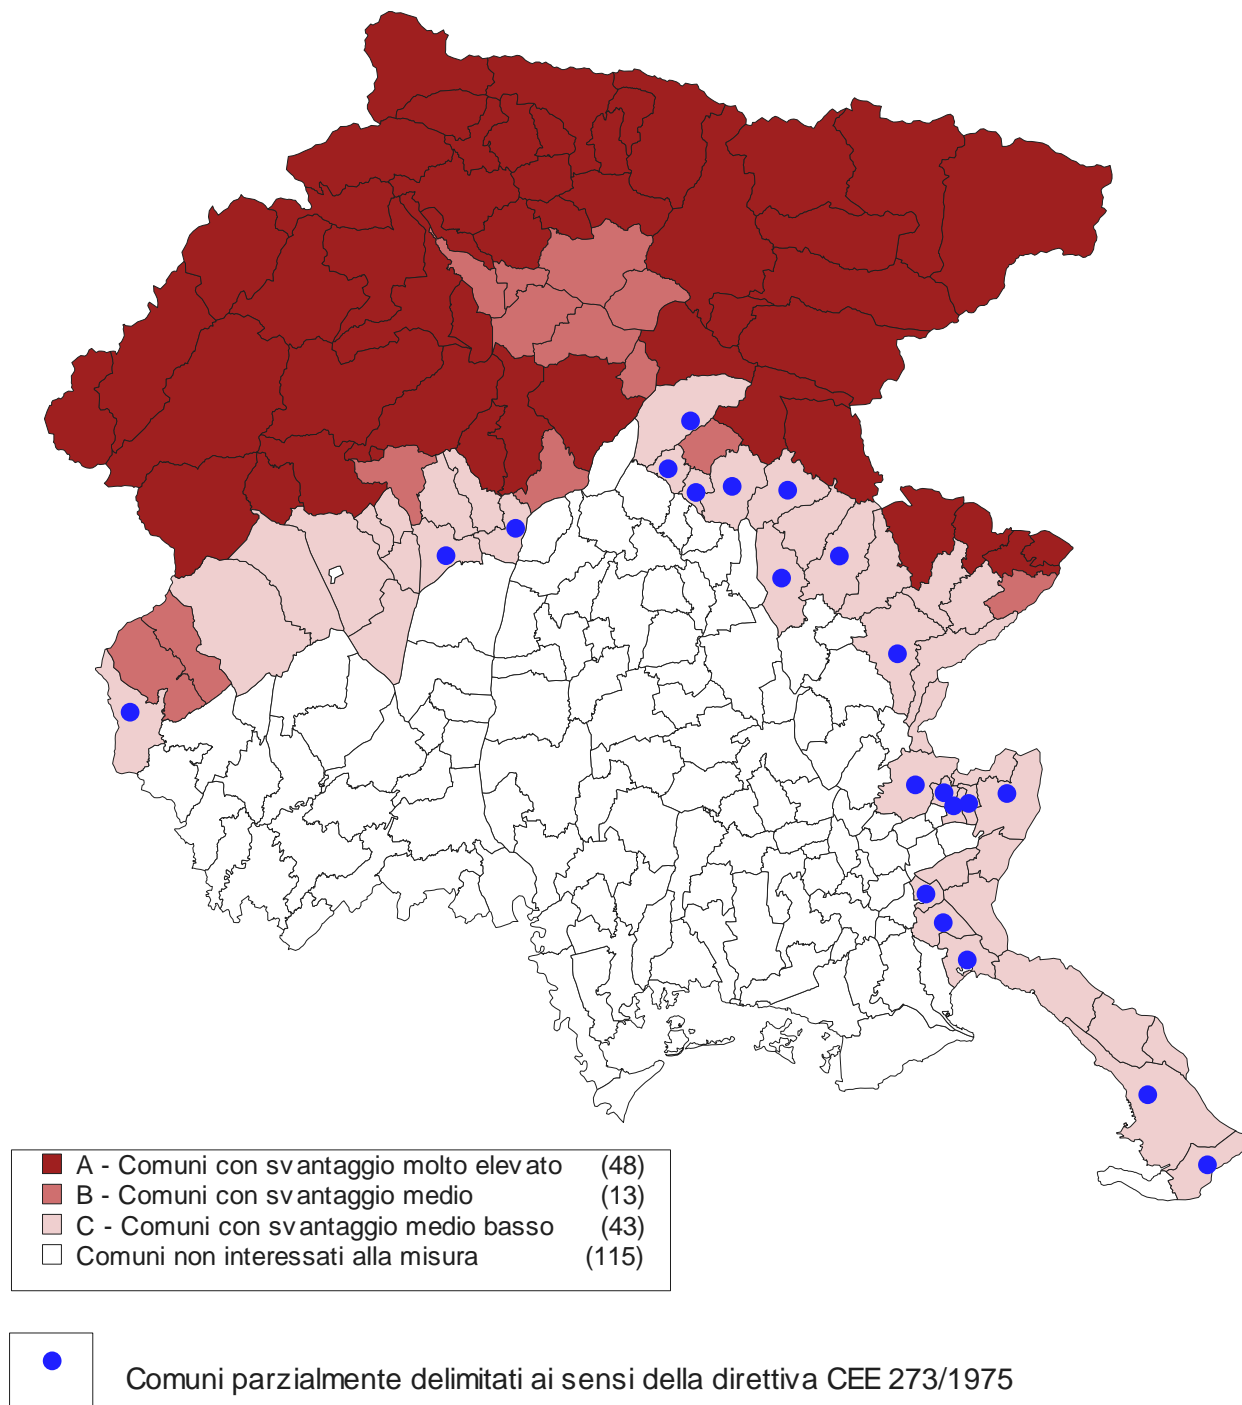 A - Comuni con svantaggio molto elevato (48)
B - Comuni con svantaggio medio (13)
C - Comuni con svantaggio medio basso (43)
Comuni non interessati alla misura (115)
Comuni parzialmente delimitati ai sensi della direttiva CEE 273/1975